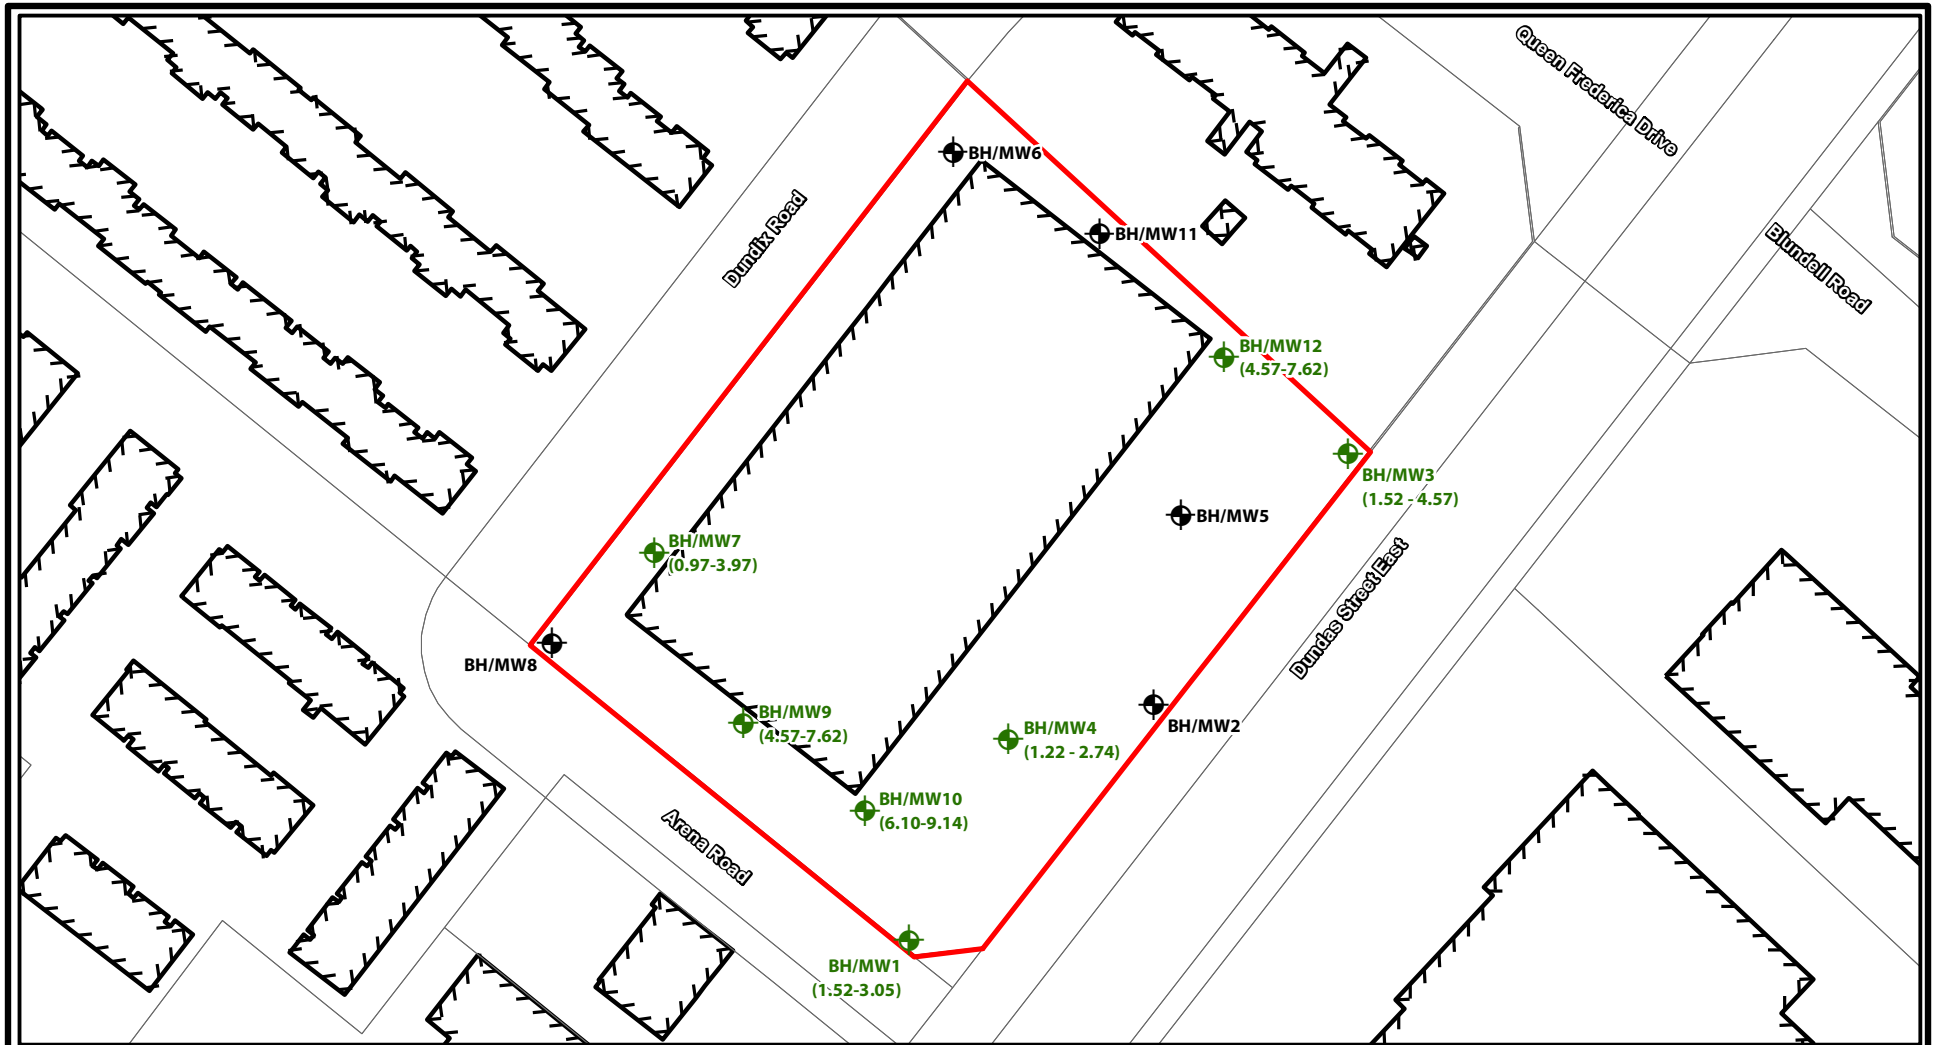 Queen Frederica Drive
BH/MW6
Dundix Road
BH/MW11
Blundell Road
BH/MW12
(4.57-7.62)
BH/MW3
(1.52 - 4.57)
BH/MW5
BH/MW7
(0.97-3.97)
Dundas Street East
BH/MW8
BH/MW9
(4.57-7.62)
BH/MW4
(1.22 - 2.74)
BH/MW2
BH/MW10
(6.10-9.14)
Arena Road
BH/MW1
(1.52-3.05)